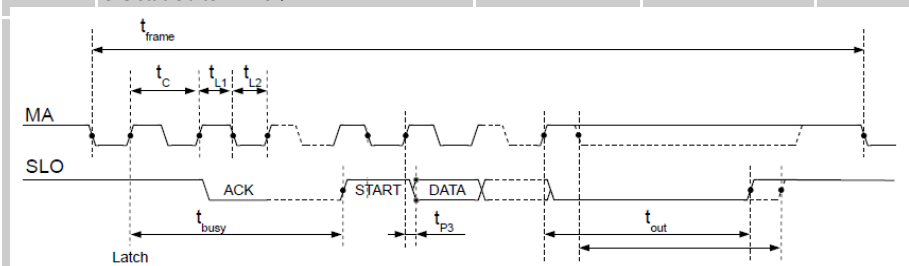 t_frame
t_C t_L1 t_L2
MA
SLO
ACK START DATA
t_busy t_P3 t_out
Latch